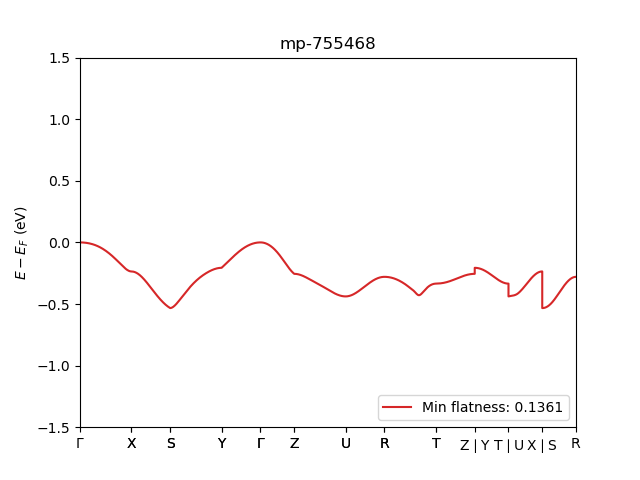 mp-755468
E − E_F (eV)
1.5
1.0
0.5
0.0
−0.5
−1.0
−1.5
Min flatness: 0.1361
Γ X S Y Γ Z U R T Z | Y T | U X | S R